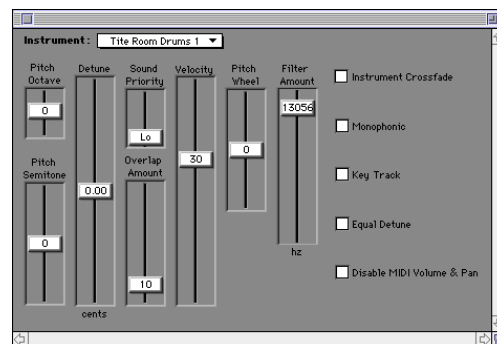 Instrument: Tite Room Drums 1
Pitch Octave
0
Detune
0.00
cents
Sound Priority
Lo
Velocity
30
Pitch Wheel
0
Filter Amount
13056
hz
Pitch Semitone
0
Overlap Amount
10
Instrument Crossfade
Monophonic
Key Track
Equal Detune
Disable MIDI Volume & Pan